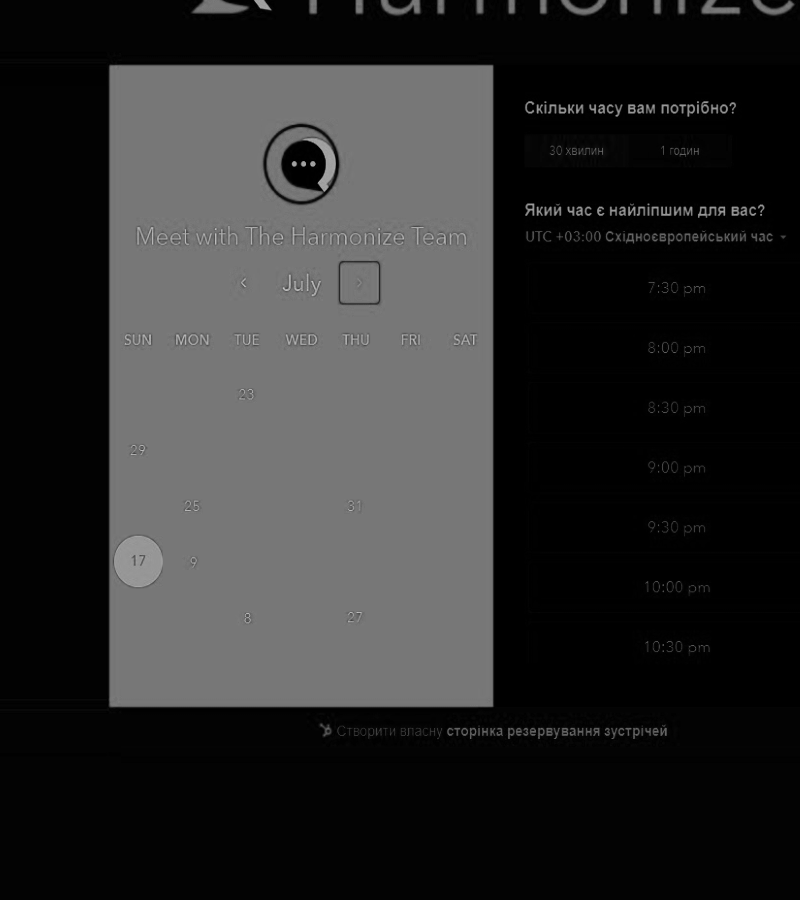 Harmonize
Meet with The Harmonize Team
July
SUN MON TUE WED THU FRI SAT
23
29
25 31
17 9
8 27
Скільки часу вам потрібно?
30 хвилин 1 годин
Який час є найліпшим для вас?
UTC +03:00 Східноєвропейський час
7:30 pm
8:00 pm
8:30 pm
9:00 pm
9:30 pm
10:00 pm
10:30 pm
Створити власну сторінка резервування зустрічей